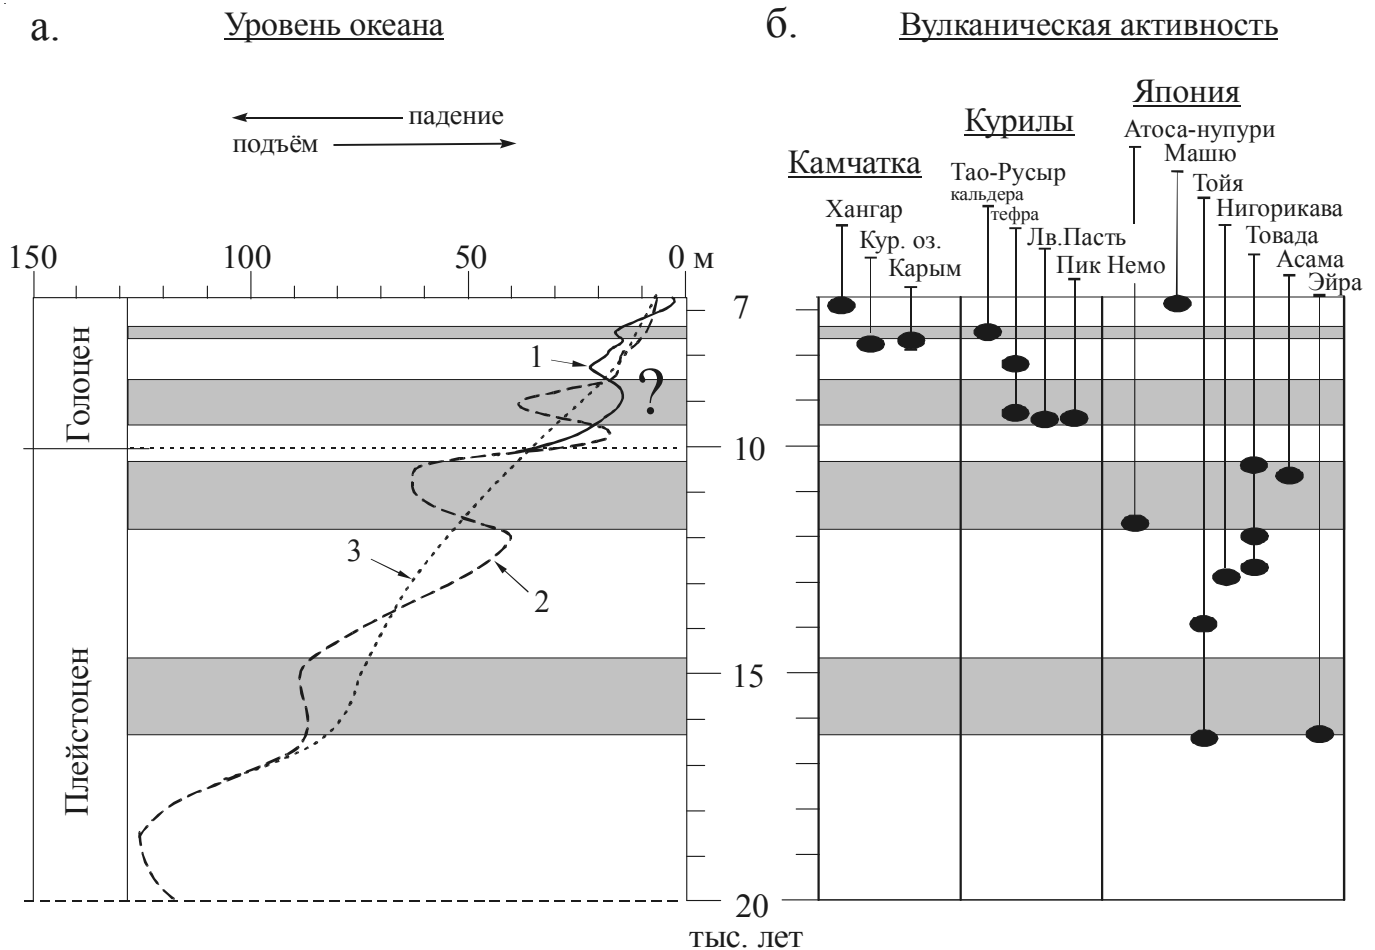 а.
Уровень океана
б.
Вулканическая активность
падение
подъём
Япония
Курилы
Камчатка
Атоса-нупури
Машю
Тао-Русыр
кальдера
тефра
Тойя
Хангар
Нигорикава
Кур. оз.
Лв.Пасть
Товада
Карым
Пик Немо
Асама
Эйра
150
100
50
0 м
7
Голоцен
1
?
10
3
2
15
Плейстоцен
20
тыс. лет